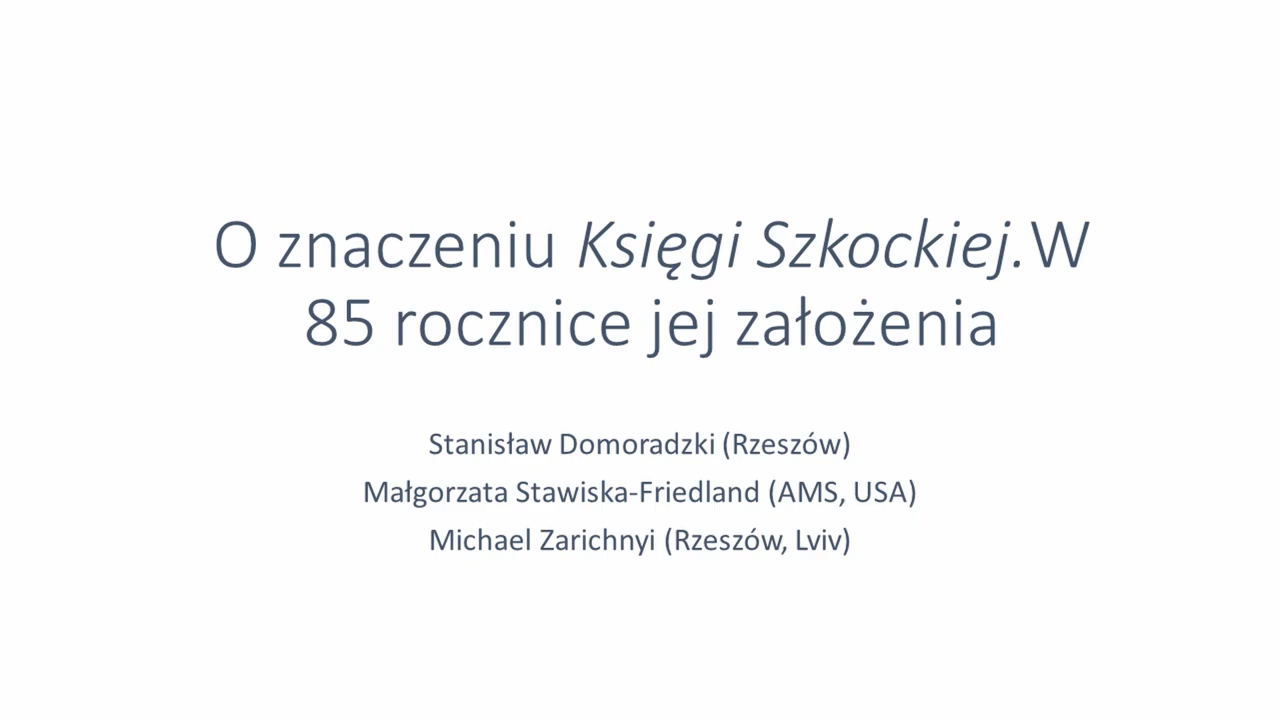 O znaczeniu Księgi Szkockiej.W
85 rocznice jej założenia
Stanisław Domoradzki (Rzeszów)
Małgorzata Stawiska-Friedland (AMS, USA)
Michael Zarichnyi (Rzeszów, Lviv)